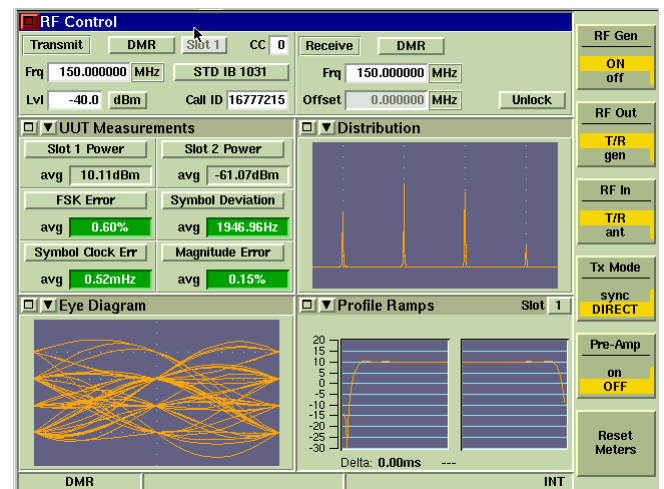 RF Control
Transmit DMR Slot 1 CC 0
Frq 150.000000 MHz STD IB 1031
Lvl -40.0 dBm Call ID 16777215
Receive DMR
Frq 150.000000 MHz
Offset 0.000000 MHz Unlock
UUT Measurements
Slot 1 Power Slot 2 Power
avg 10.11dBm avg -61.07dBm
FSK Error Symbol Deviation
avg 0.60% avg 1946.96Hz
Symbol Clock Err Magnitude Error
avg 0.52mHz avg 0.15%
Distribution
Eye Diagram
Profile Ramps Slot 1
20
15
10
5
0
-5
-10
-15
-20
-25
-30
Delta: 0.00ms ---
DMR INT
RF Gen
ON
off
RF Out
T/R
gen
RF In
T/R
ant
Tx Mode
sync
DIRECT
Pre-Amp
on
OFF
Reset
Meters